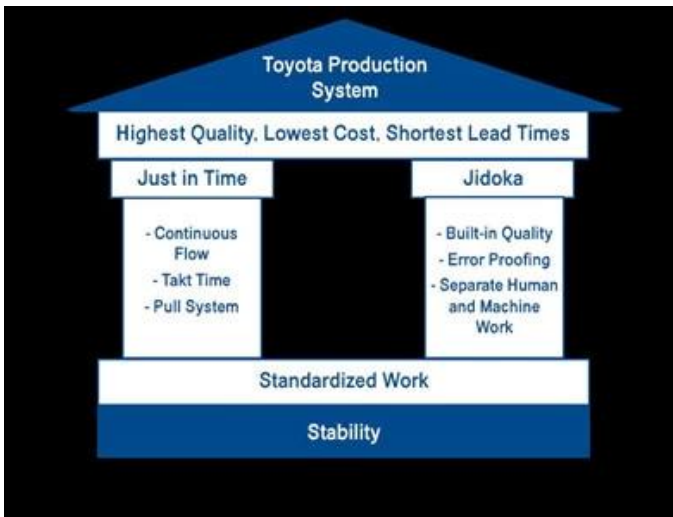 Toyota Production
System
Highest Quality, Lowest Cost, Shortest Lead Times
Just in Time
- Continuous
Flow
- Takt Time
- Pull System
Jidoka
- Built-in Quality
- Error Proofing
- Separate Human
and Machine
Work
Standardized Work
Stability